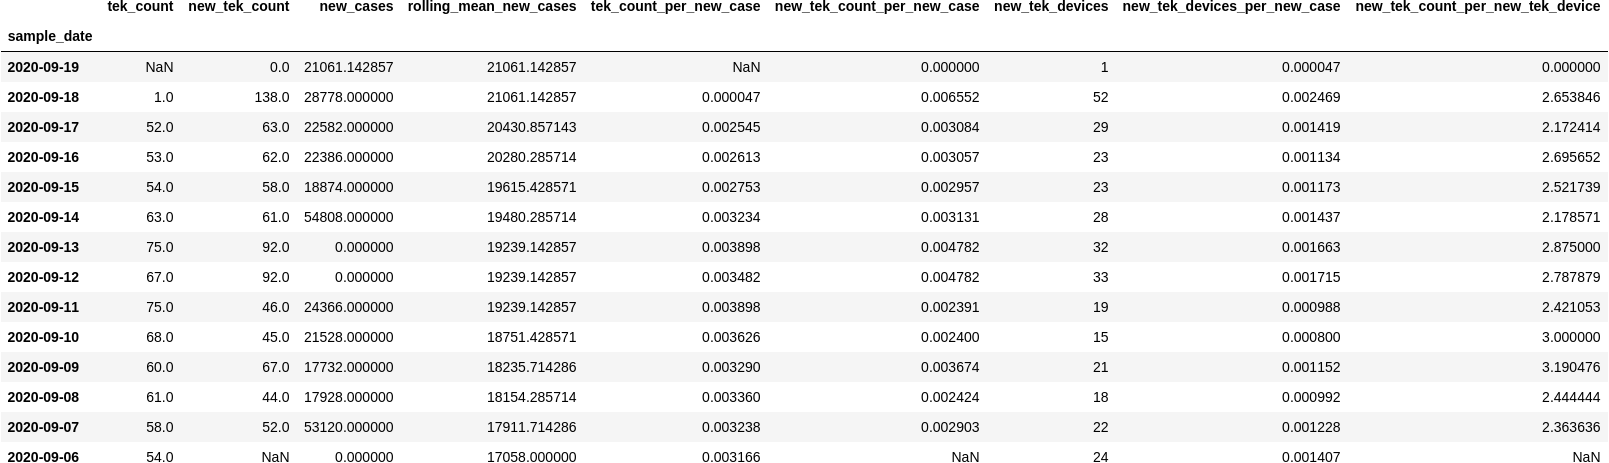 tek_count new_tek_count new_cases rolling_mean_new_cases tek_count_per_new_case new_tek_count_per_new_case new_tek_devices new_tek_devices_per_new_case new_tek_count_per_new_tek_device
sample_date
2020-09-19 NaN 0.0 21061.142857 21061.142857 NaN 0.000000 1 0.000047 0.000000
2020-09-18 1.0 138.0 28778.000000 21061.142857 0.000047 0.006552 52 0.002469 2.653846
2020-09-17 52.0 63.0 22582.000000 20430.857143 0.002545 0.003084 29 0.001419 2.172414
2020-09-16 53.0 62.0 22386.000000 20280.285714 0.002613 0.003057 23 0.001134 2.695652
2020-09-15 54.0 58.0 18874.000000 19615.428571 0.002753 0.002957 23 0.001173 2.521739
2020-09-14 63.0 61.0 54808.000000 19480.285714 0.003234 0.003131 28 0.001437 2.178571
2020-09-13 75.0 92.0 0.000000 19239.142857 0.003898 0.004782 32 0.001663 2.875000
2020-09-12 67.0 92.0 0.000000 19239.142857 0.003482 0.004782 33 0.001715 2.787879
2020-09-11 75.0 46.0 24366.000000 19239.142857 0.003898 0.002391 19 0.000988 2.421053
2020-09-10 68.0 45.0 21528.000000 18751.428571 0.003626 0.002400 15 0.000800 3.000000
2020-09-09 60.0 67.0 17732.000000 18235.714286 0.003290 0.003674 21 0.001152 3.190476
2020-09-08 61.0 44.0 17928.000000 18154.285714 0.003360 0.002424 18 0.000992 2.444444
2020-09-07 58.0 52.0 53120.000000 17911.714286 0.003238 0.002903 22 0.001228 2.363636
2020-09-06 54.0 NaN 0.000000 17058.000000 0.003166 NaN 24 0.001407 NaN